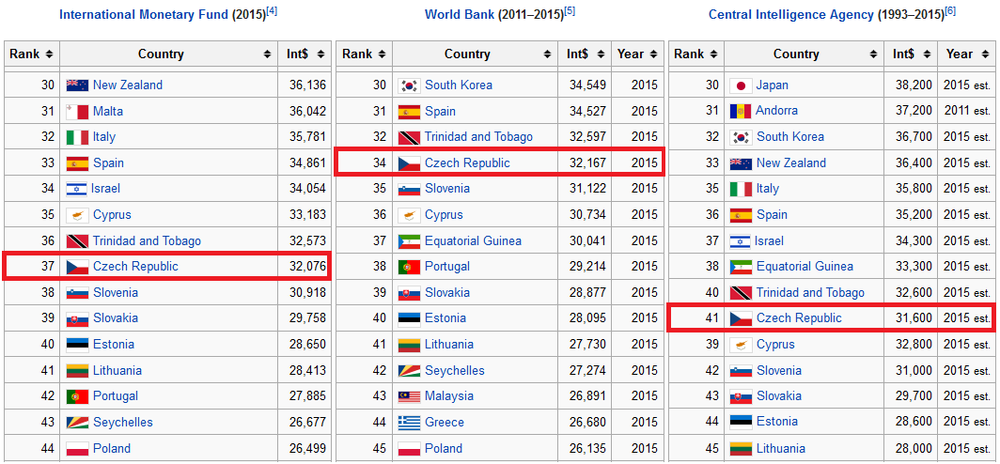 International Monetary Fund (2015)[4]
Rank Country Int$
30 New Zealand 36,136
31 Malta 36,042
32 Italy 35,781
33 Spain 34,861
34 Israel 34,054
35 Cyprus 33,183
36 Trinidad and Tobago 32,573
37 Czech Republic 32,076
38 Slovenia 30,918
39 Slovakia 29,758
40 Estonia 28,650
41 Lithuania 28,413
42 Portugal 27,885
43 Seychelles 26,677
44 Poland 26,499
World Bank (2011–2015)[5]
Rank Country Int$ Year
30 South Korea 34,549 2015
31 Spain 34,527 2015
32 Trinidad and Tobago 32,597 2015
34 Czech Republic 32,167 2015
35 Slovenia 31,122 2015
36 Cyprus 30,734 2015
37 Equatorial Guinea 30,041 2015
38 Portugal 29,214 2015
39 Slovakia 28,877 2015
40 Estonia 28,095 2015
41 Lithuania 27,730 2015
42 Seychelles 27,274 2015
43 Malaysia 26,891 2015
44 Greece 26,680 2015
45 Poland 26,135 2015
Central Intelligence Agency (1993–2015)[6]
Rank Country Int$ Year
30 Japan 38,200 2015 est.
31 Andorra 37,200 2011 est.
32 South Korea 36,700 2015 est.
33 New Zealand 36,400 2015 est.
35 Italy 35,800 2015 est.
36 Spain 35,200 2015 est.
37 Israel 34,300 2015 est.
38 Equatorial Guinea 33,300 2015 est.
40 Trinidad and Tobago 32,600 2015 est.
41 Czech Republic 31,600 2015 est.
39 Cyprus 32,800 2015 est.
42 Slovenia 31,000 2015 est.
43 Slovakia 29,700 2015 est.
44 Estonia 28,600 2015 est.
45 Lithuania 28,000 2015 est.